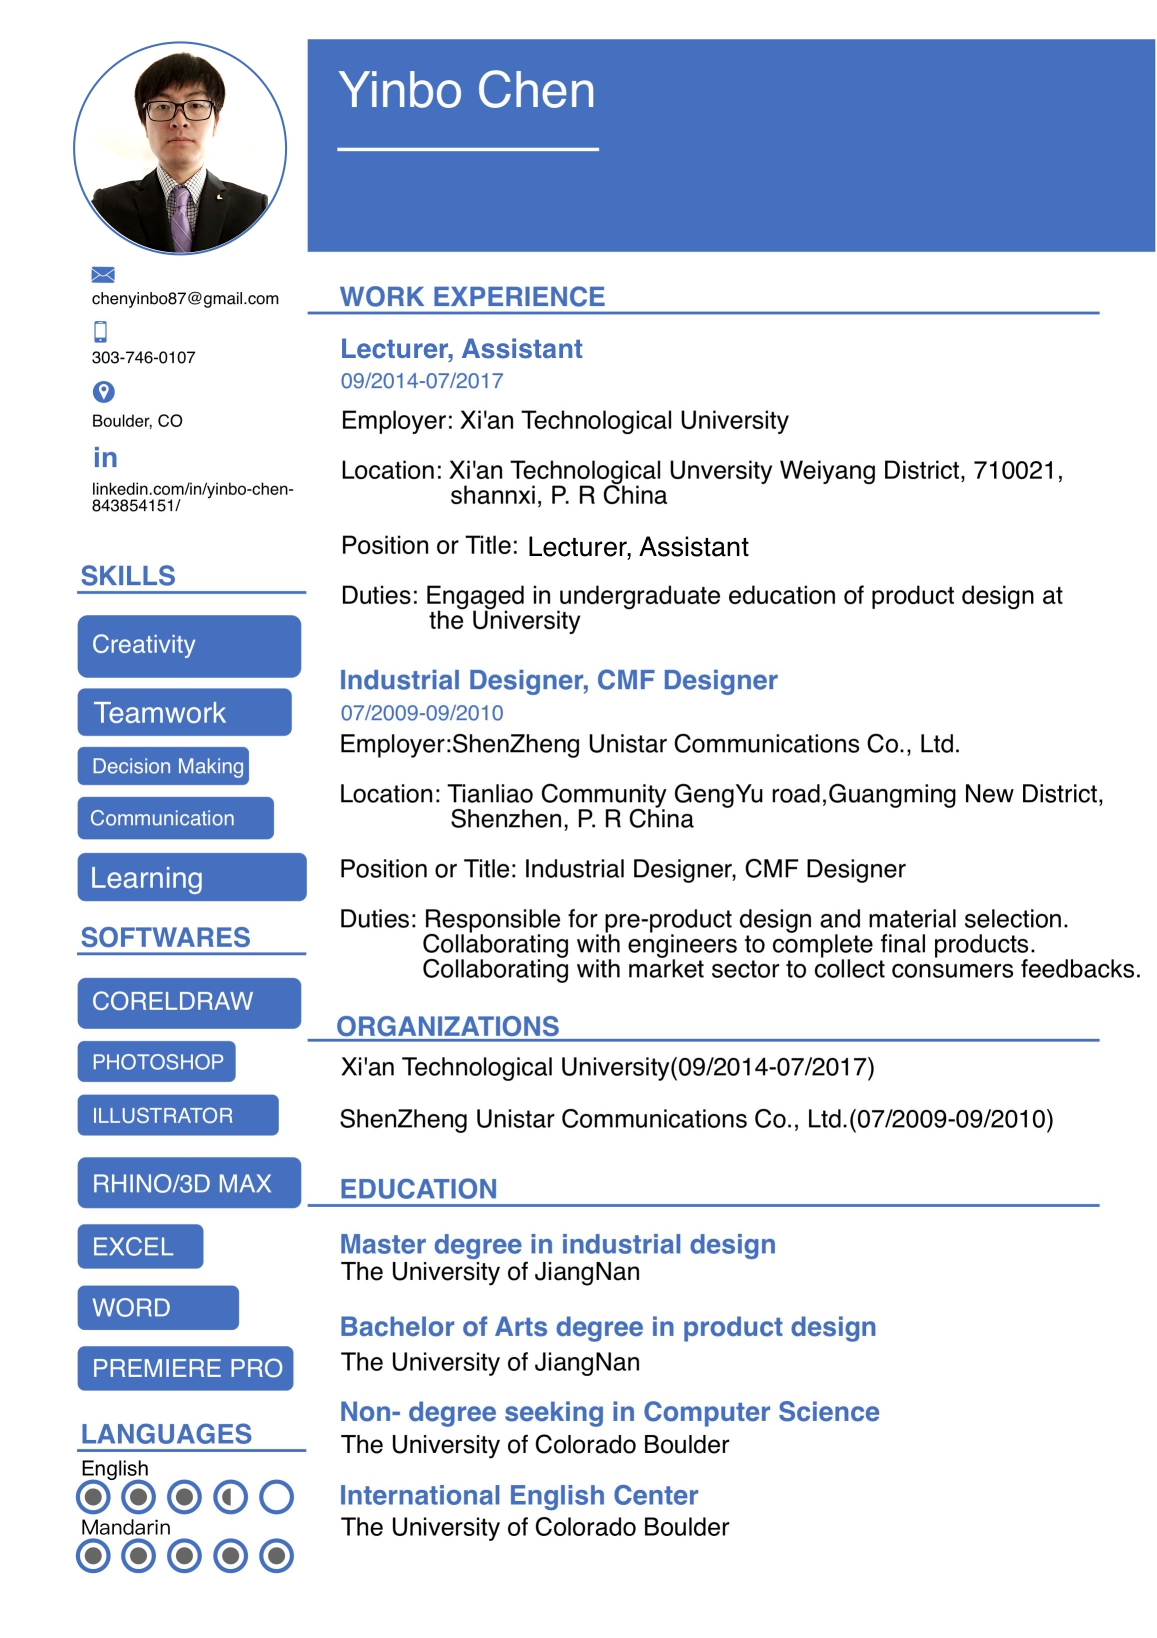 Yinbo Chen
chenyinbo87@gmail.com
303-746-0107
Boulder, CO
in
linkedin.com/in/yinbo-chen-
843854151/
SKILLS
Creativity
Teamwork
Decision Making
Communication
Learning
SOFTWARES
CORELDRAW
PHOTOSHOP
ILLUSTRATOR
RHINO/3D MAX
EXCEL
WORD
PREMIERE PRO
LANGUAGES
English
Mandarin
WORK EXPERIENCE
Lecturer, Assistant
09/2014-07/2017
Employer: Xi'an Technological University
Location: Xi'an Technological Unversity Weiyang District, 710021,
shannxi, P. R China
Position or Title: Lecturer, Assistant
Duties: Engaged in undergraduate education of product design at
the University
Industrial Designer, CMF Designer
07/2009-09/2010
Employer:ShenZheng Unistar Communications Co., Ltd.
Location: Tianliao Community GengYu road,Guangming New District,
Shenzhen, P. R China
Position or Title: Industrial Designer, CMF Designer
Duties: Responsible for pre-product design and material selection.
Collaborating with engineers to complete final products.
Collaborating with market sector to collect consumers feedbacks.
ORGANIZATIONS
Xi'an Technological University(09/2014-07/2017)
ShenZheng Unistar Communications Co., Ltd.(07/2009-09/2010)
EDUCATION
Master degree in industrial design
The University of JiangNan
Bachelor of Arts degree in product design
The University of JiangNan
Non- degree seeking in Computer Science
The University of Colorado Boulder
International English Center
The University of Colorado Boulder